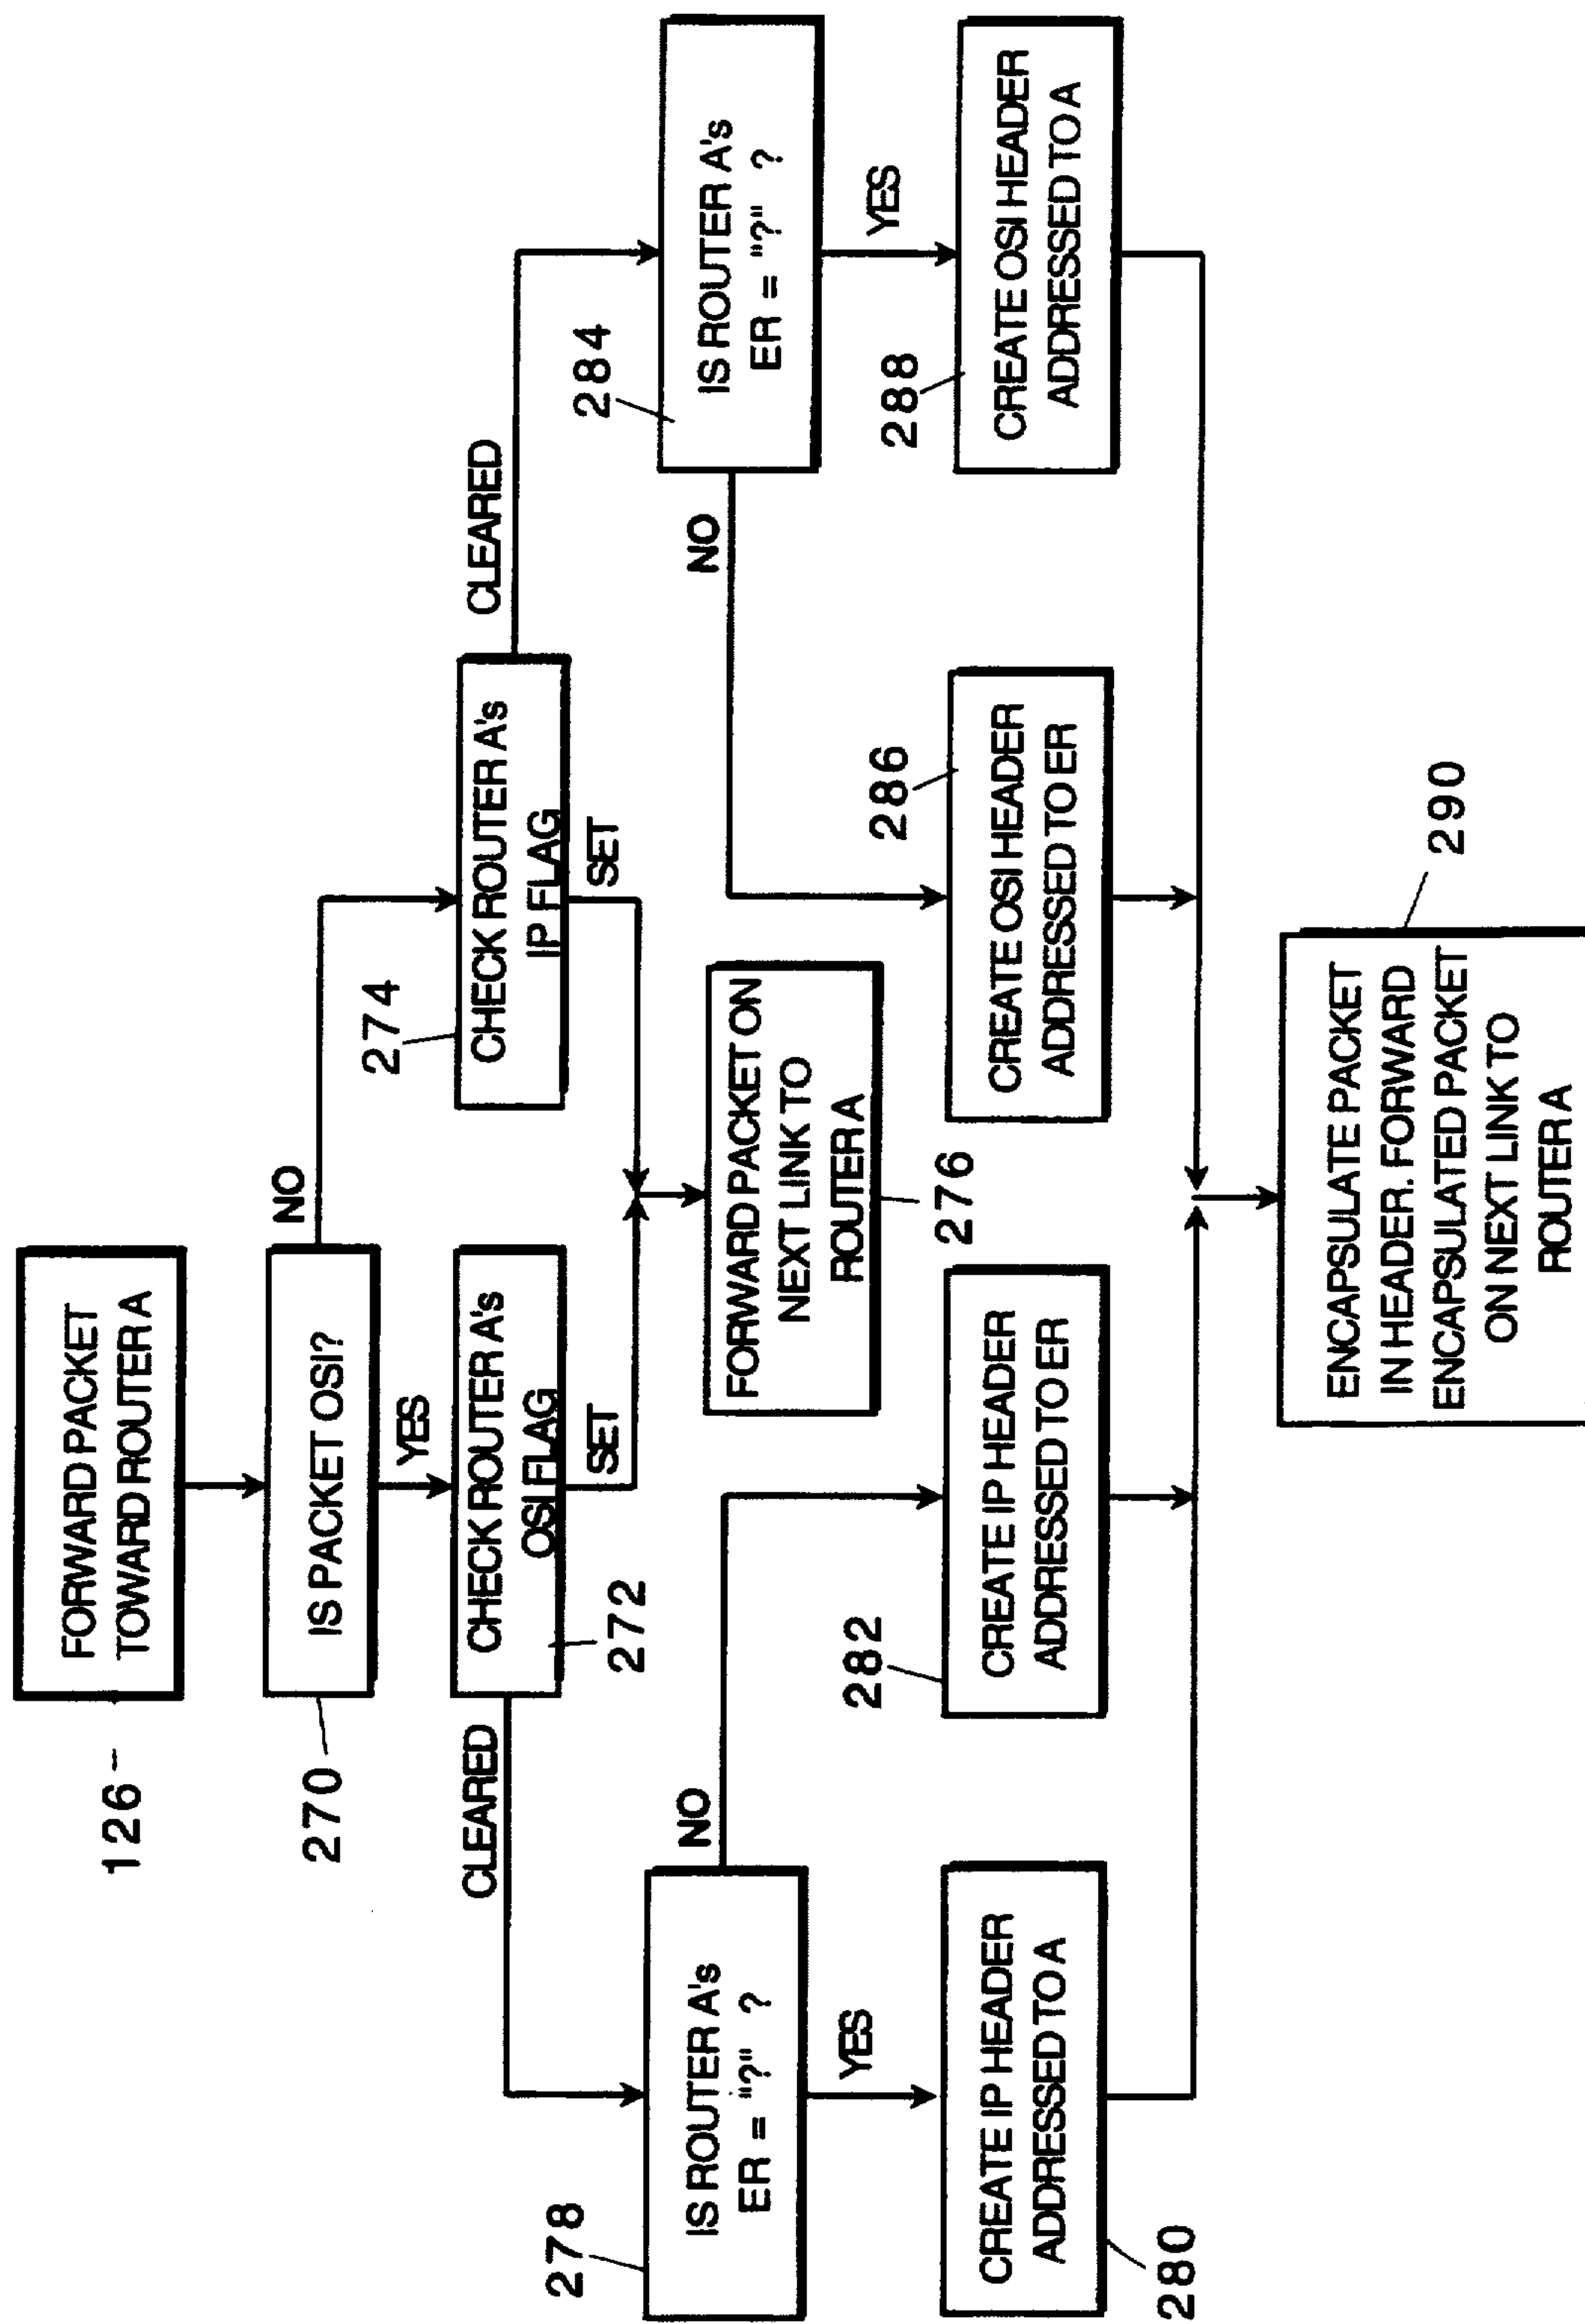 126
FORWARD PACKET
TOWARD ROUTER A
270
IS PACKET OSI?
NO
YES
272
CHECK ROUTER A's
OSI FLAG
CLEARED
SET
274
CHECK ROUTER A's
IP FLAG
CLEARED
SET
FORWARD PACKET ON
NEXT LINK TO
ROUTER A
276
278
IS ROUTER A's
ER = "?" ?
NO
YES
284
IS ROUTER A's
ER = "?" ?
NO
YES
280
CREATE IP HEADER
ADDRESSED TO A
282
CREATE IP HEADER
ADDRESSED TO ER
286
CREATE OSI HEADER
ADDRESSED TO ER
288
CREATE OSI HEADER
ADDRESSED TO A
290
ENCAPSULATE PACKET
IN HEADER. FORWARD
ENCAPSULATED PACKET
ON NEXT LINK TO
ROUTER A